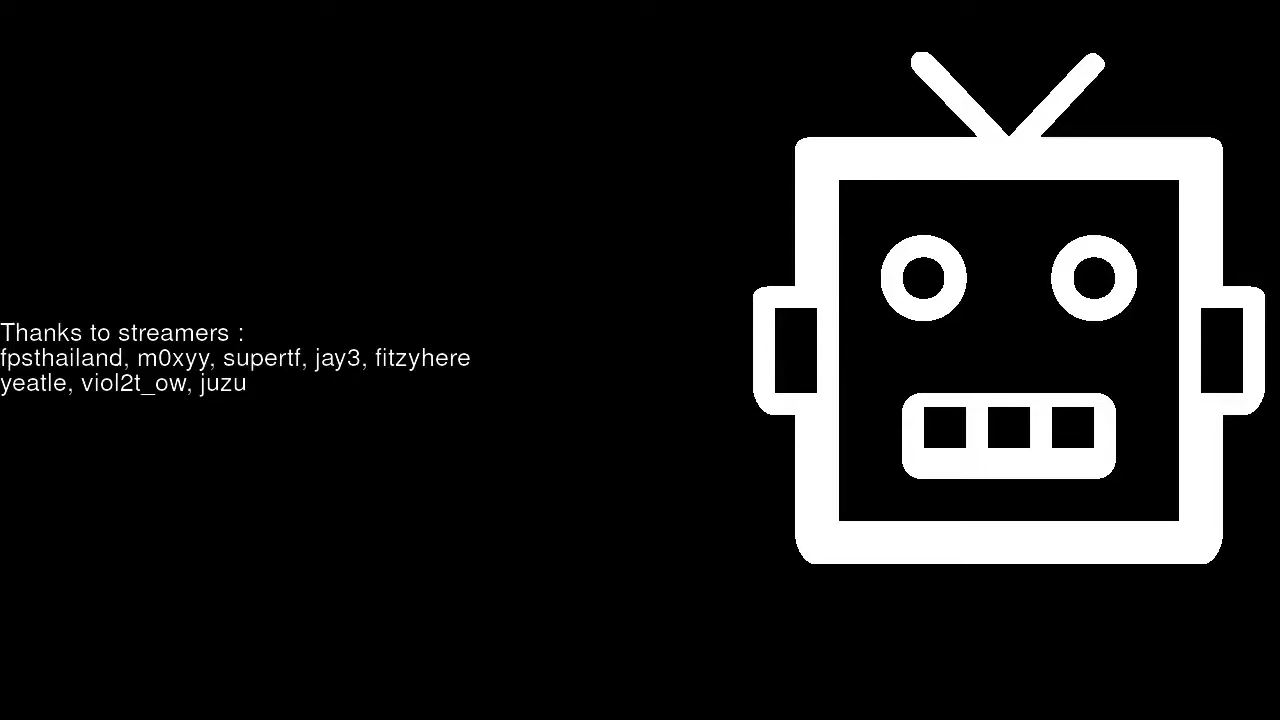 Thanks to streamers :
fpsthailand, m0xyy, supertf, jay3, fitzyhere
yeatle, viol2t_ow, juzu